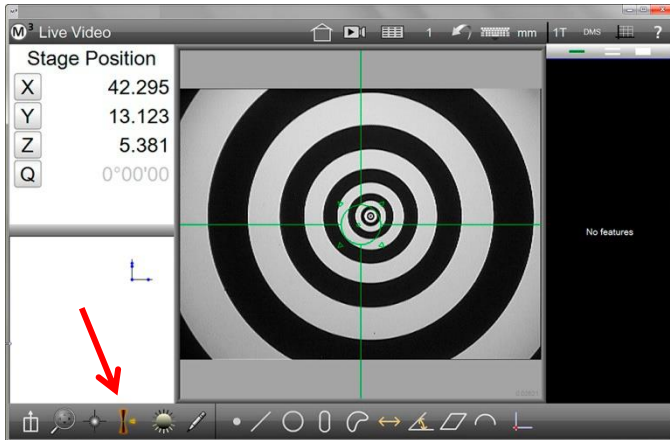 M³ Live Video
1 mm 1T DMS ?
Stage Position
X 42.295
Y 13.123
Z 5.381
Q 0°00'00
No features